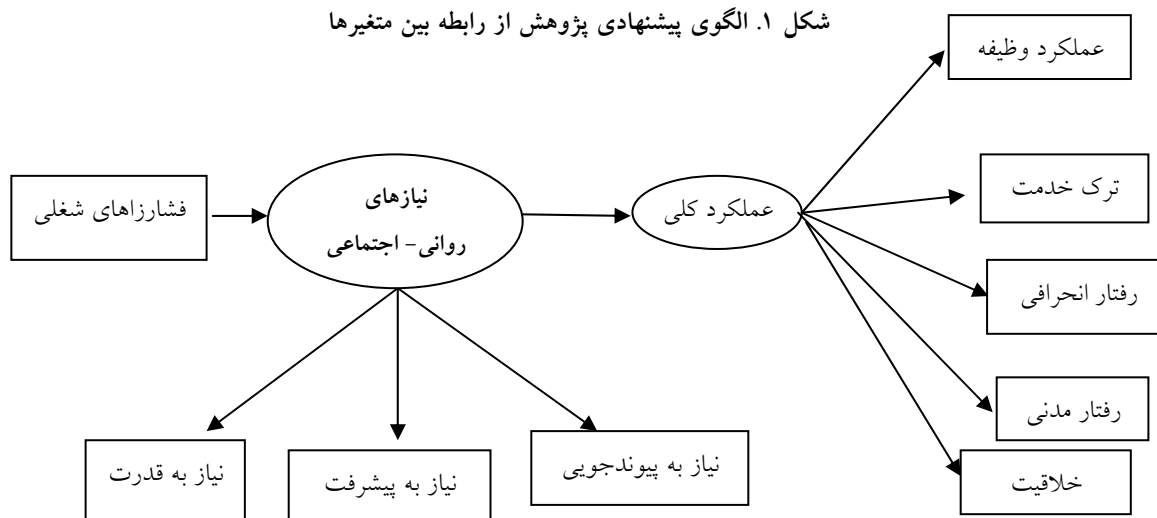 شکل ۱. الگوی پیشنهادی پژوهش از رابطه بین متغیرها
عملکرد وظیفه
ترک خدمت
فشارزاهای شغلی
نیازهای
روانی- اجتماعی
عملکرد کلی
رفتار انحرافی
رفتار مدنی
خلاقیت
نیاز به پیوندجویی
نیاز به پیشرفت
نیاز به قدرت